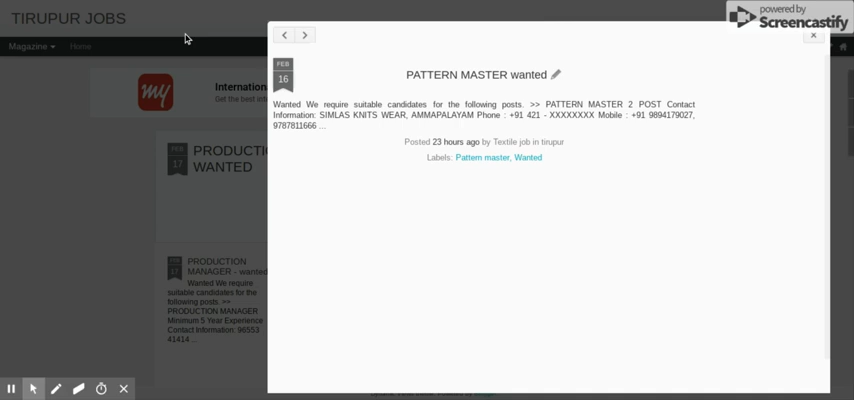 TIRUPUR JOBS
powered by
Screencastify
Magazine
Home
my
Internation
Get the best inte
FEB
17
PRODUCTI
WANTED
FEB
17
PRODUCTION
MANAGER - wanted
Wanted We require
suitable candidates for the
following posts. >>
PRODUCTION MANAGER
Minimum 5 Year Experience
Contact Information: 96553
41414 ...
FEB
16
PATTERN MASTER wanted
Wanted We require suitable candidates for the following posts. >> PATTERN MASTER 2 POST Contact
Information: SIMLAS KNITS WEAR, AMMAPALAYAM Phone : +91 421 - XXXXXXXX Mobile : +91 9894179027,
9787811666 ...
Posted 23 hours ago by Textile job in tirupur
Labels: Pattern master, Wanted